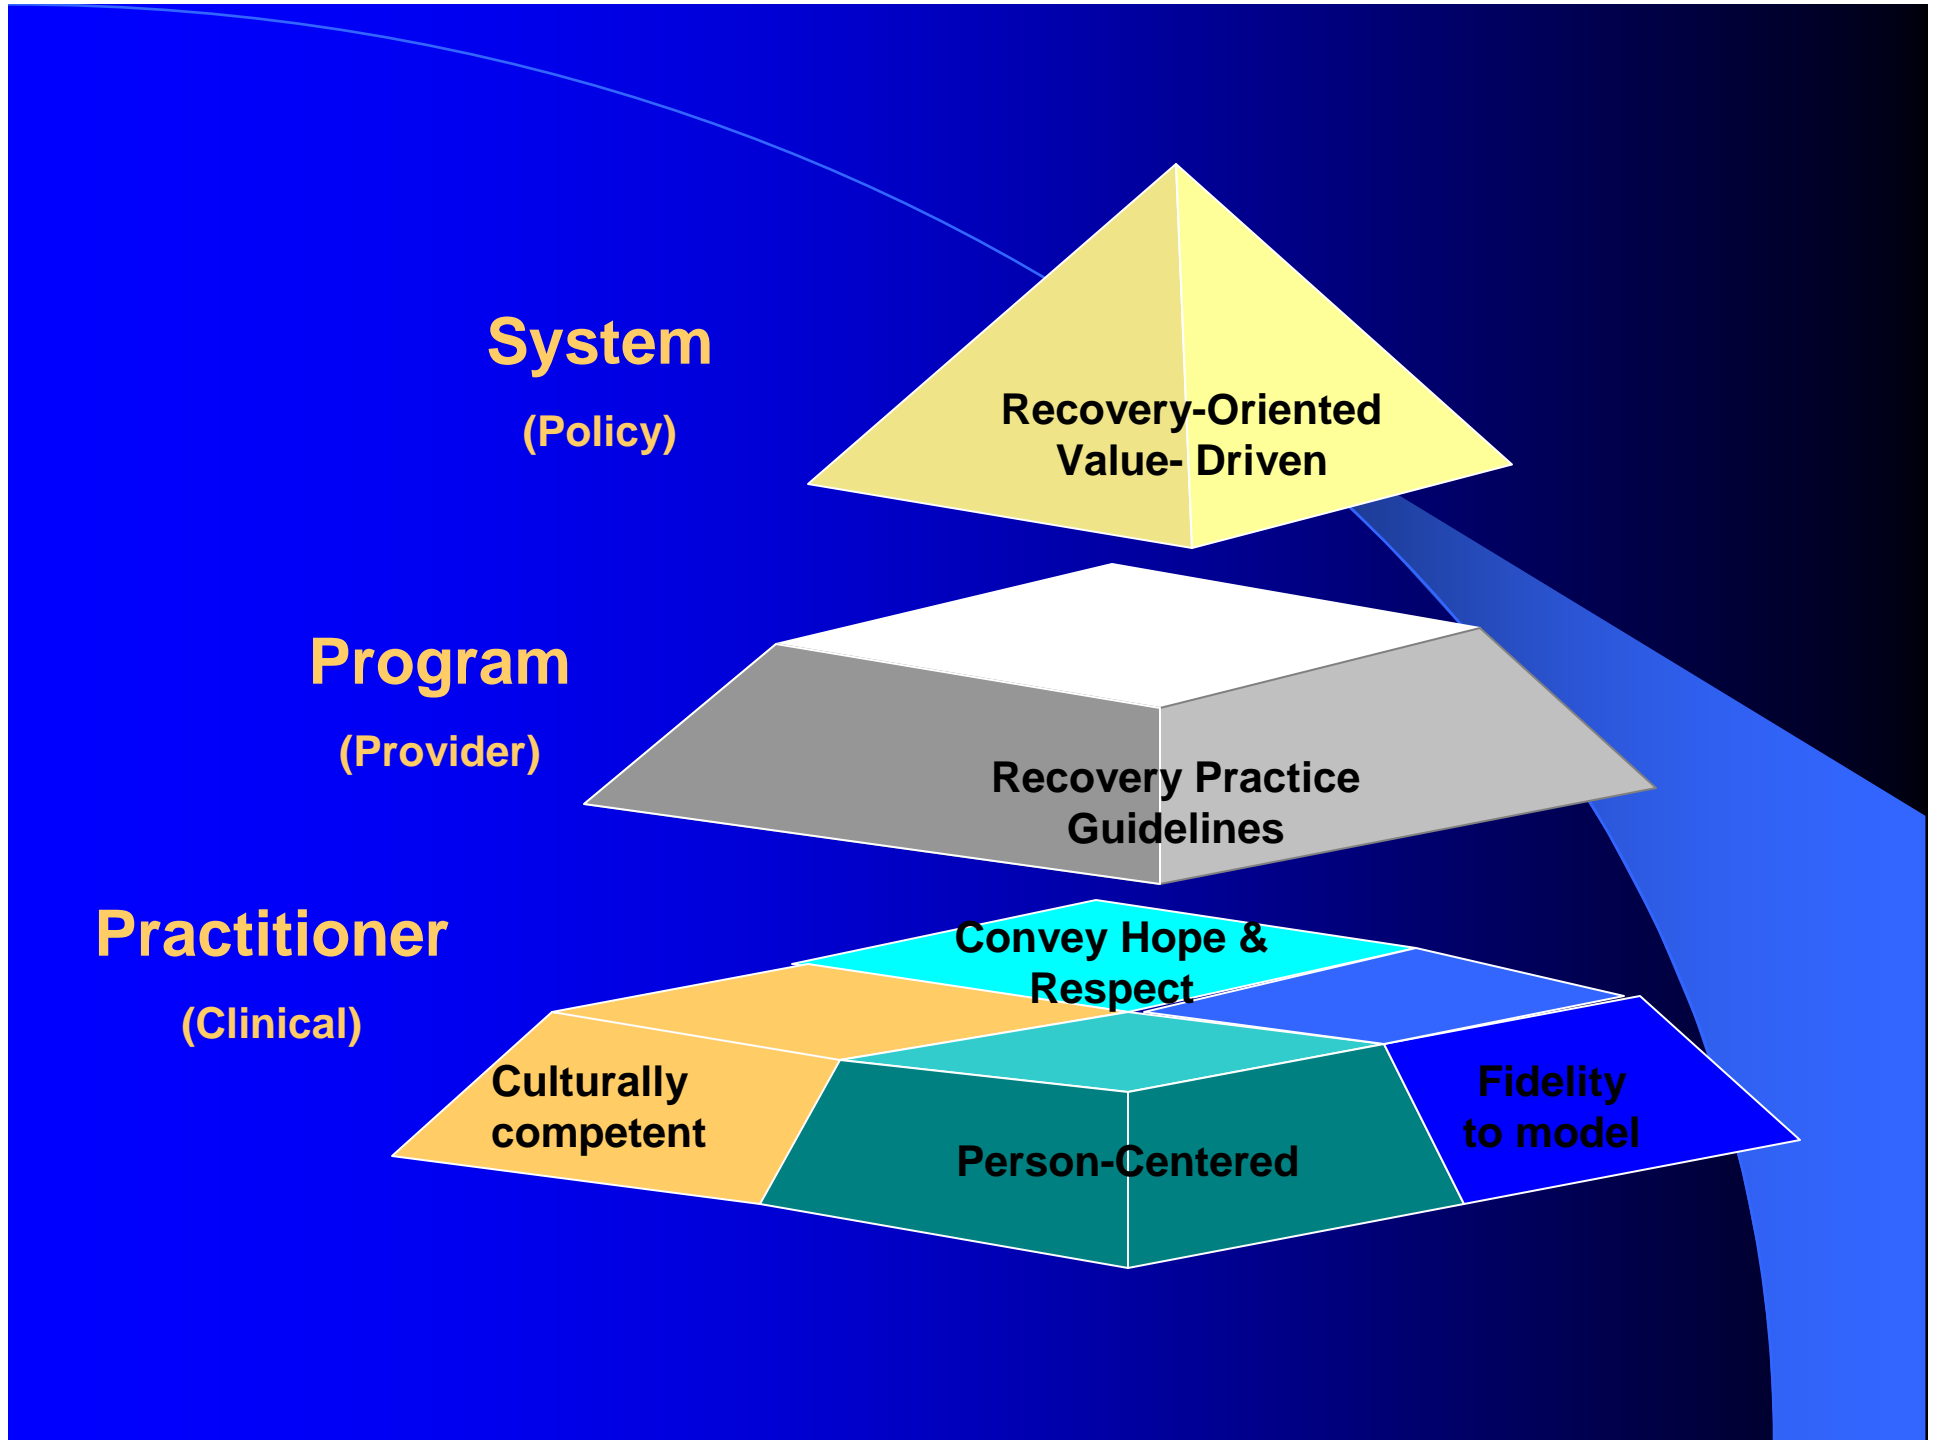 System
(Policy)
Recovery-Oriented
Value- Driven
Program
(Provider)
Recovery Practice
Guidelines
Practitioner
(Clinical)
Convey Hope &
Respect
Culturally
competent
Person-Centered
Fidelity
to model